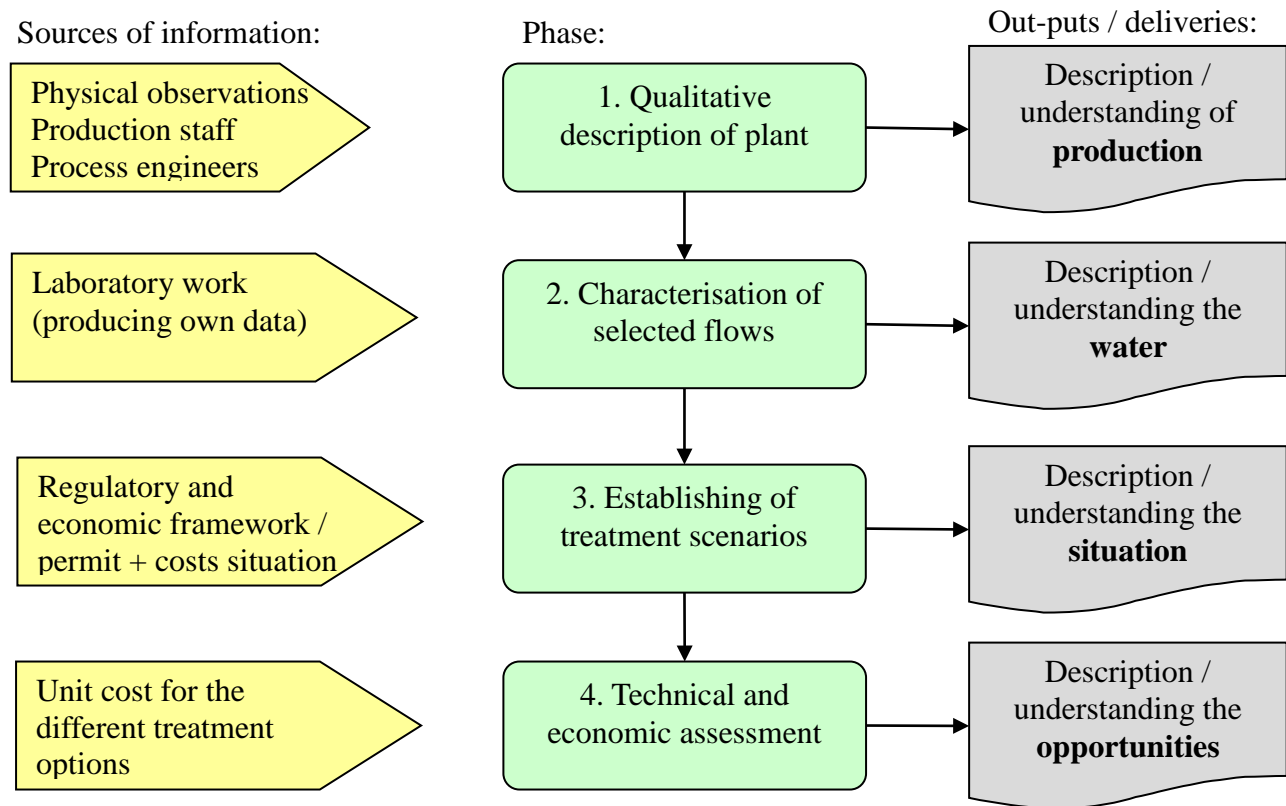 Sources of information:
Phase:
Out-puts / deliveries:
Physical observations
Production staff
Process engineers
1. Qualitative
description of plant
Description /
understanding of
production
Laboratory work
(producing own data)
2. Characterisation of
selected flows
Description /
understanding the
water
Regulatory and
economic framework /
permit + costs situation
3. Establishing of
treatment scenarios
Description /
understanding the
situation
Unit cost for the
different treatment
options
4. Technical and
economic assessment
Description /
understanding the
opportunities